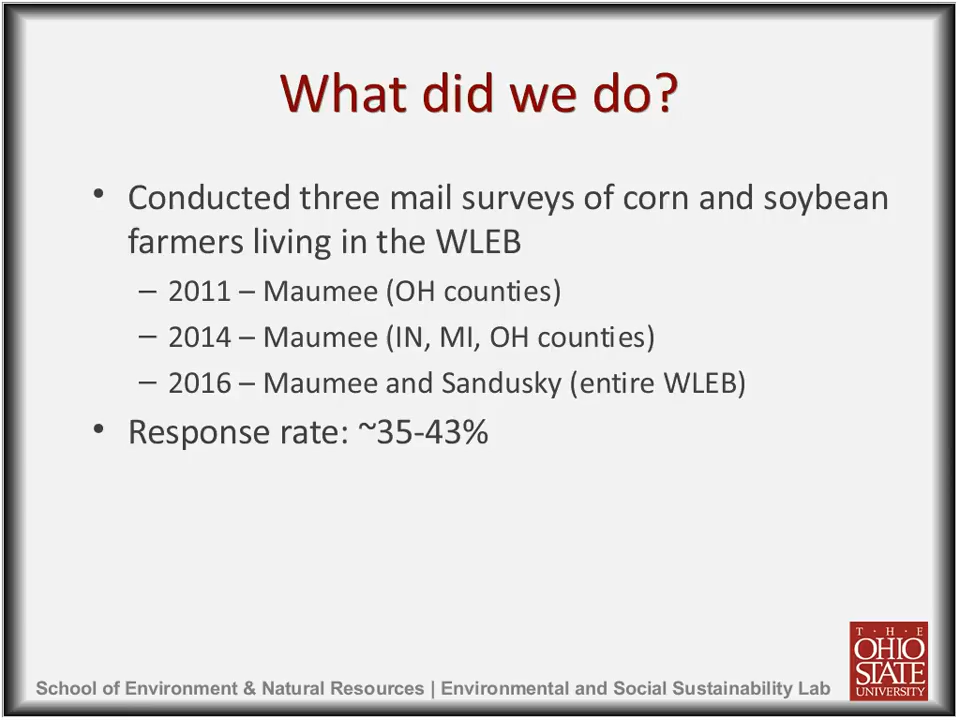 What did we do?
• Conducted three mail surveys of corn and soybean
farmers living in the WLEB
– 2011 – Maumee (OH counties)
– 2014 – Maumee (IN, MI, OH counties)
– 2016 – Maumee and Sandusky (entire WLEB)
• Response rate: ~35-43%
T · H · E
OHIO
STATE
UNIVERSITY
School of Environment & Natural Resources | Environmental and Social Sustainability Lab